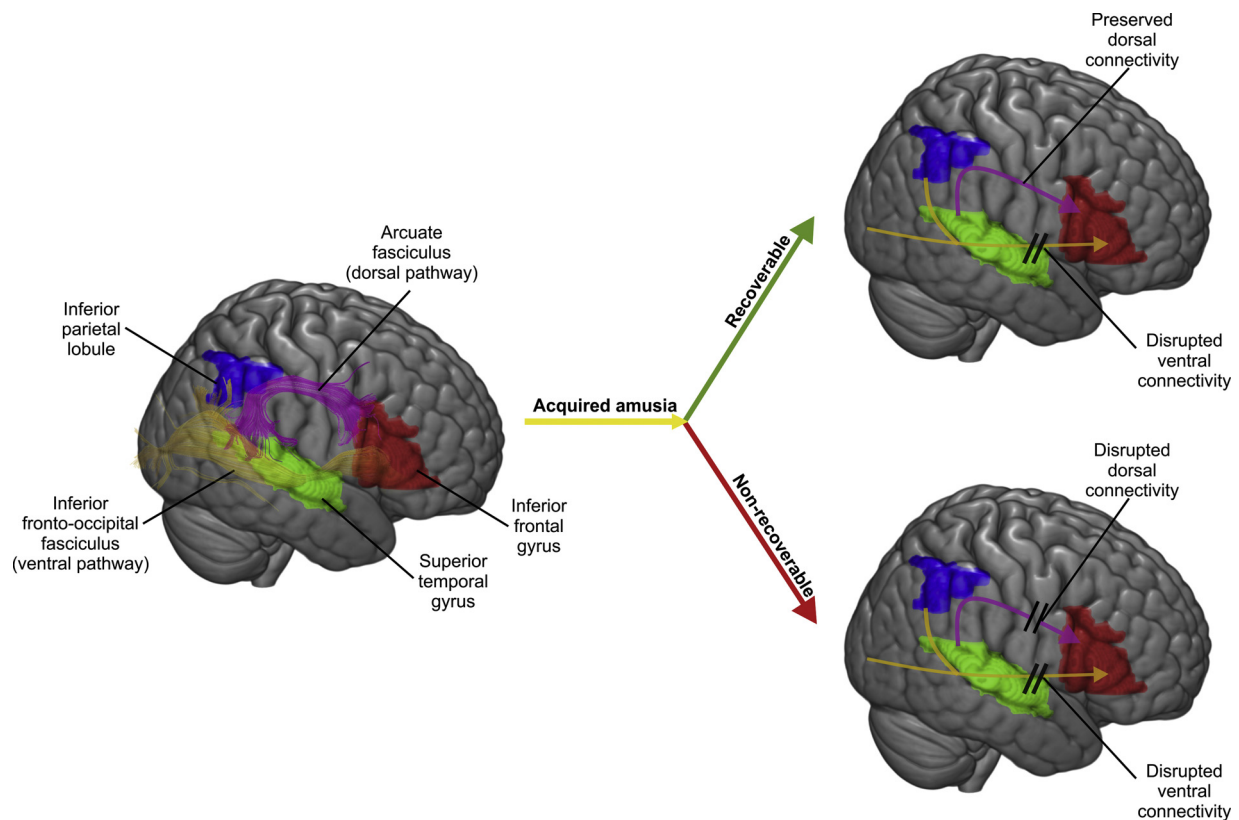 Arcuate
fasciculus
(dorsal pathway)
Inferior
parietal
lobule
Inferior
fronto-occipital
fasciculus
(ventral pathway)
Superior
temporal
gyrus
Inferior
frontal
gyrus
Acquired amusia
Recoverable
Non-recoverable
Preserved
dorsal
connectivity
Disrupted
ventral
connectivity
Disrupted
dorsal
connectivity
Disrupted
ventral
connectivity